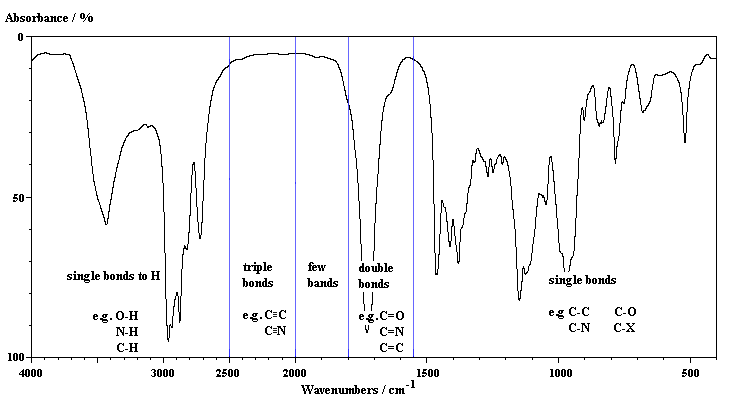 Absorbance / %
0
50
100
single bonds to H
e.g. O-H
N-H
C-H
triple
bonds
e.g. C≡C
C≡N
few
bands
double
bonds
e.g. C=O
C=N
C=C
single bonds
e.g C-C C-O
C-N C-X
4000 3000 2000 1500 1000 500
Wavenumbers / cm⁻¹